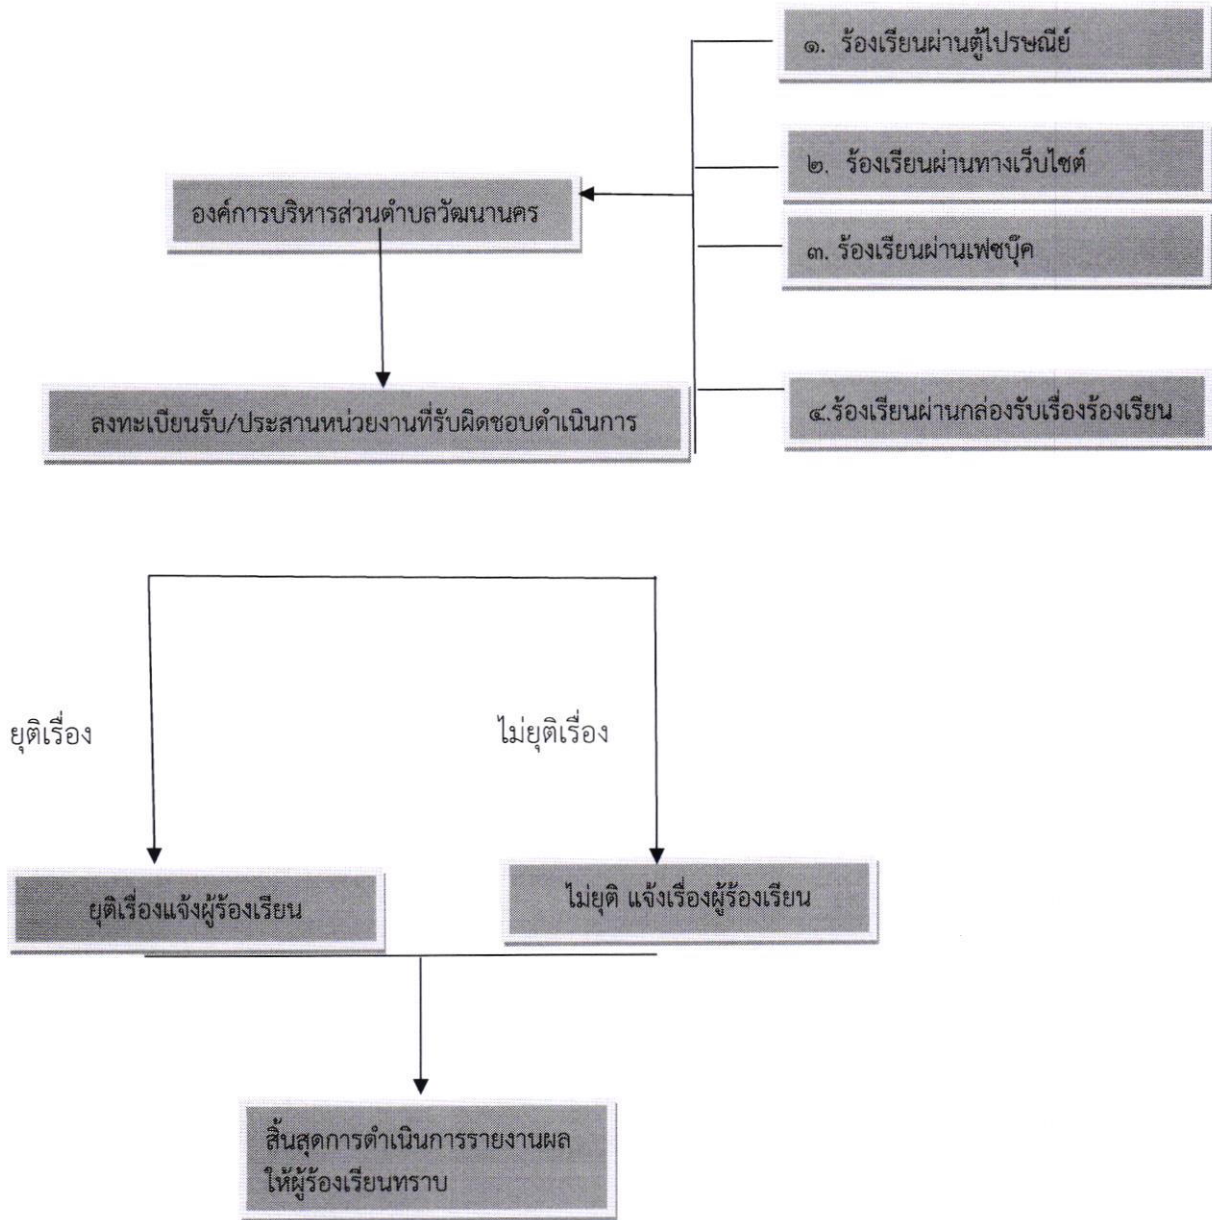 ๑. ร้องเรียนผ่านตู้ไปรษณีย์
๒. ร้องเรียนผ่านทางเว็บไซต์
องค์การบริหารส่วนตำบลวัฒนานคร
๓. ร้องเรียนผ่านเฟซบุ๊ค
ลงทะเบียนรับ/ประสานหน่วยงานที่รับผิดชอบดำเนินการ
๔.ร้องเรียนผ่านกล่องรับเรื่องร้องเรียน
ยุติเรื่อง
ไม่ยุติเรื่อง
ยุติเรื่องแจ้งผู้ร้องเรียน
ไม่ยุติ แจ้งเรื่องผู้ร้องเรียน
สิ้นสุดการดำเนินการรายงานผล
ให้ผู้ร้องเรียนทราบ